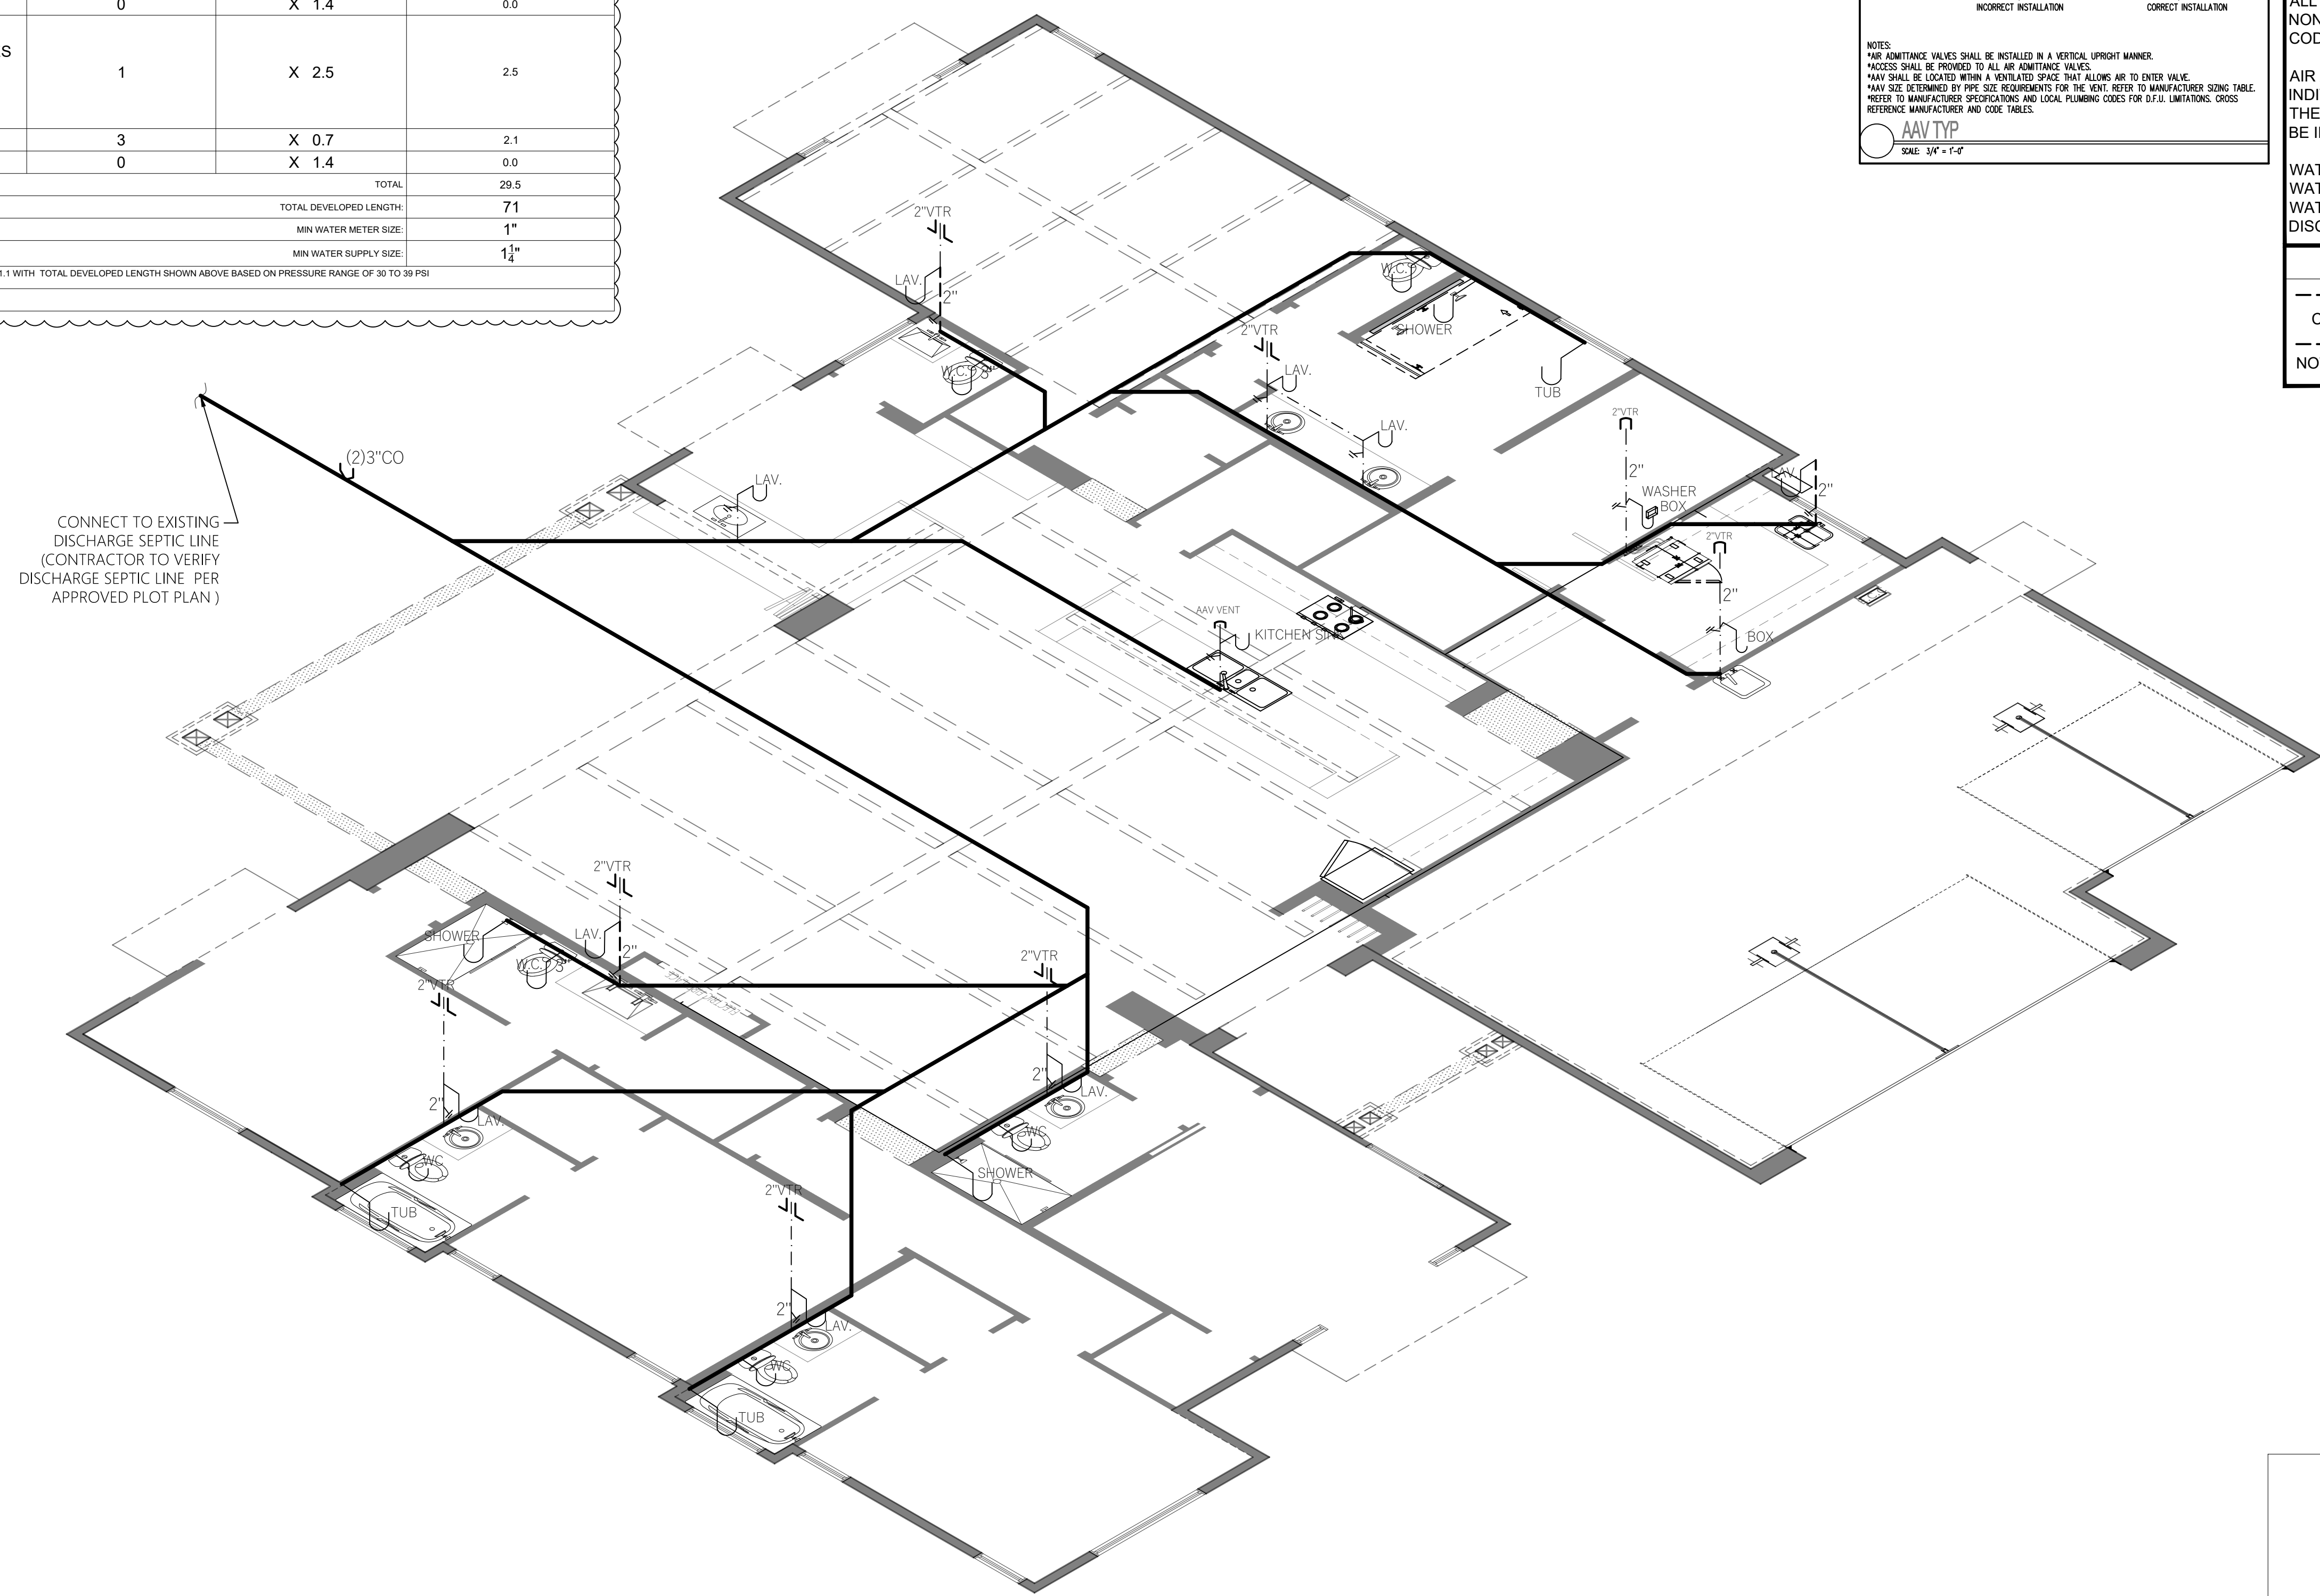 0 X 1.4 0.0
ES
1 X 2.5 2.5
3 X 0.7 2.1
0 X 1.4 0.0
TOTAL 29.5
TOTAL DEVELOPED LENGTH: 71
MIN WATER METER SIZE: 1"
MIN WATER SUPPLY SIZE: 1 1/4"
1.1 WITH TOTAL DEVELOPED LENGTH SHOWN ABOVE BASED ON PRESSURE RANGE OF 30 TO 39 PSI
INCORRECT INSTALLATION CORRECT INSTALLATION
NOTES:
*AIR ADMITTANCE VALVES SHALL BE INSTALLED IN A VERTICAL UPRIGHT MANNER.
*ACCESS SHALL BE PROVIDED TO ALL AIR ADMITTANCE VALVES.
*AAV SHALL BE LOCATED WITHIN A VENTILATED SPACE THAT ALLOWS AIR TO ENTER VALVE.
*AAV SIZE DETERMINED BY PIPE SIZE REQUIREMENTS FOR THE VENT. REFER TO MANUFACTURER SIZING TABLE.
*REFER TO MANUFACTURER SPECIFICATIONS AND LOCAL PLUMBING CODES FOR D.F.U. LIMITATIONS. CROSS
REFERENCE MANUFACTURER AND CODE TABLES.
AAV TYP
SCALE: 3/4" = 1'-0"
ALL
NON
COD
AIR
INDI
THE
BE I
WAT
WAT
WAT
DISC
C
NO
2"VTR
LAV.
2"
W.C.
3"
W.C.
SHOWER
TUB
2"VTR
LAV.
LAV.
2"VTR
2"
WASHER
BOX
LAV.
2"
2"VTR
2"
BOX
(2)3"CO
CONNECT TO EXISTING
DISCHARGE SEPTIC LINE
(CONTRACTOR TO VERIFY
DISCHARGE SEPTIC LINE PER
APPROVED PLOT PLAN )
LAV.
AAV VENT
KITCHEN SINK
2"VTR
LAV.
2"
SHOWER
W.C.
3"
2"VTR
2"VTR
2"
LAV.
WC
SHOWER
2"
LAV.
WC
TUB
2"VTR
2"
LAV.
WC
TUB